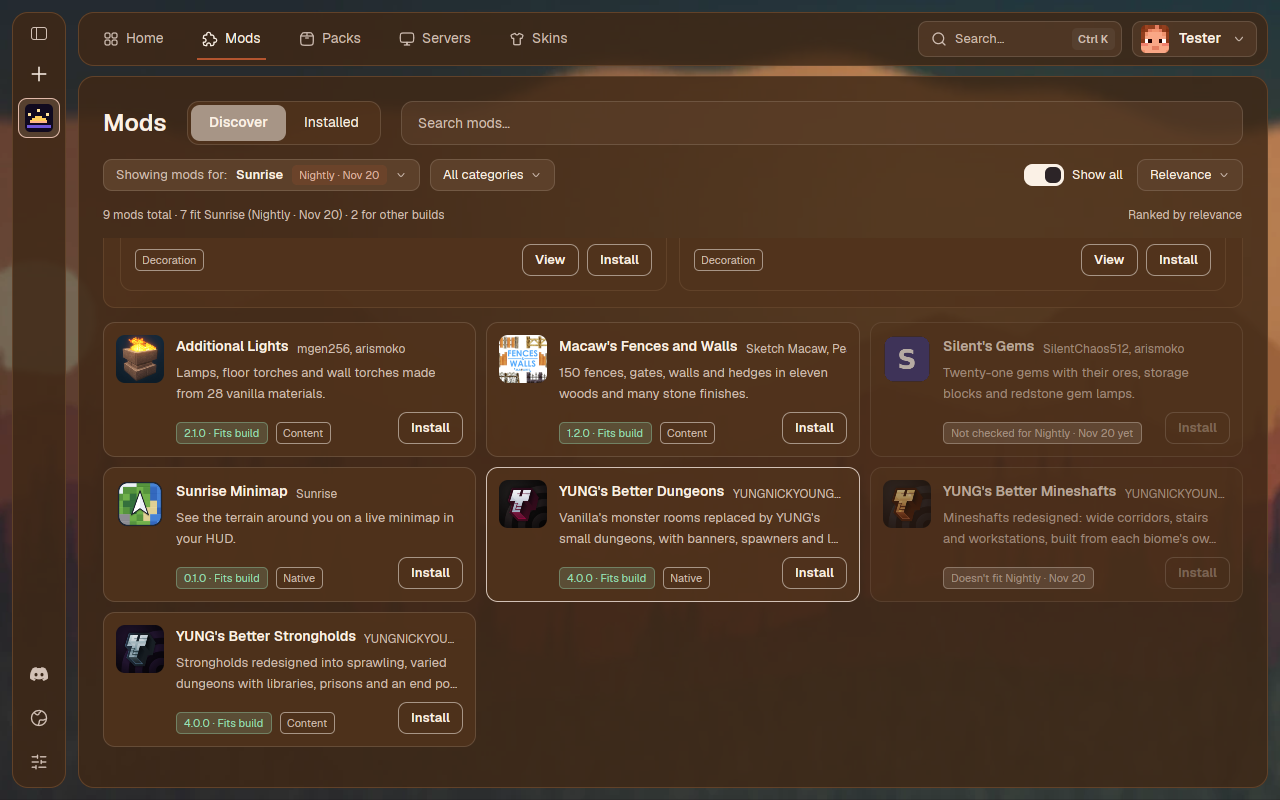 Home
Mods
Packs
Servers
Skins
Search...
Ctrl K
Tester
Mods
Discover
Installed
Search mods...
Showing mods for: Sunrise Nightly · Nov 20
All categories
Show all
Relevance
9 mods total · 7 fit Sunrise (Nightly · Nov 20) · 2 for other builds
Ranked by relevance
Decoration
View
Install
Decoration
View
Install
Additional Lights mgen256, arismoko
Lamps, floor torches and wall torches made
from 28 vanilla materials.
2.1.0 · Fits build
Content
Install
Macaw's Fences and Walls Sketch Macaw, Pe
150 fences, gates, walls and hedges in eleven
woods and many stone finishes.
1.2.0 · Fits build
Content
Install
FENCES
WALLS
S
Silent's Gems SilentChaos512, arismoko
Twenty-one gems with their ores, storage
blocks and redstone gem lamps.
Not checked for Nightly · Nov 20 yet
Install
Sunrise Minimap Sunrise
See the terrain around you on a live minimap in
your HUD.
0.1.0 · Fits build
Native
Install
YUNG's Better Dungeons YUNGNICKYOUNG...
Vanilla's monster rooms replaced by YUNG's
small dungeons, with banners, spawners and l...
4.0.0 · Fits build
Native
Install
YUNG's Better Mineshafts YUNGNICKYOUN...
Mineshafts redesigned: wide corridors, stairs
and workstations, built from each biome's ow...
Doesn't fit Nightly · Nov 20
Install
YUNG's Better Strongholds YUNGNICKYOU...
Strongholds redesigned into sprawling, varied
dungeons with libraries, prisons and an end po...
4.0.0 · Fits build
Content
Install